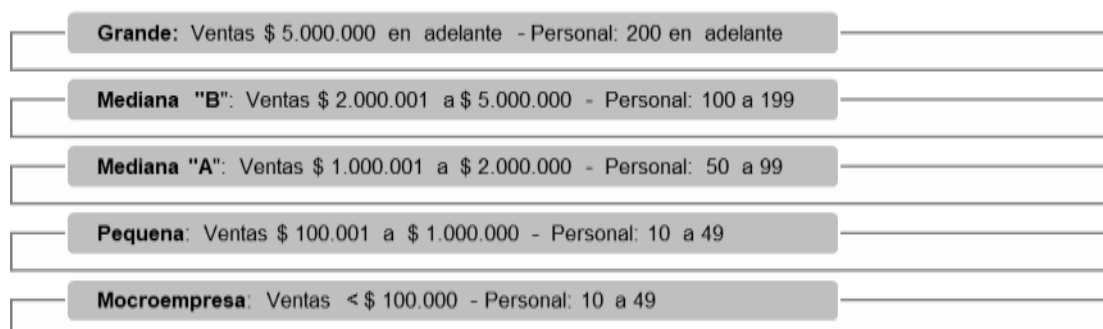 Grande: Ventas $ 5.000.000 en adelante - Personal: 200 en adelante
Mediana "B": Ventas $ 2.000.001 a $ 5.000.000 - Personal: 100 a 199
Mediana "A": Ventas $ 1.000.001 a $ 2.000.000 - Personal: 50 a 99
Pequena: Ventas $ 100.001 a $ 1.000.000 - Personal: 10 a 49
Mocroempresa: Ventas < $ 100.000 - Personal: 10 a 49